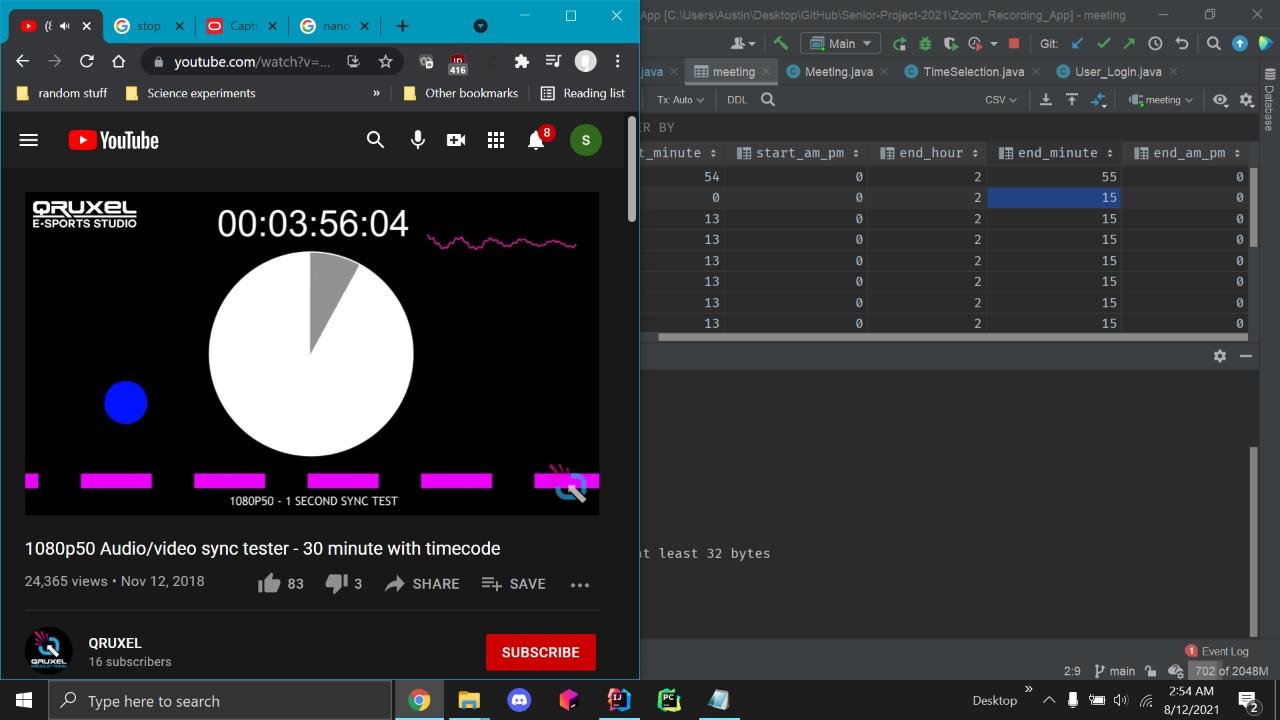 stop
Capt
nano
youtube.com/watch?v=...
416
random stuff
Science experiments
»
Other bookmarks
Reading list
YouTube
8
S
QRUXEL
E-SPORTS STUDIO
00:03:56:04
1080P50 - 1 SECOND SYNC TEST
1080p50 Audio/video sync tester - 30 minute with timecode
24,365 views • Nov 12, 2018
83
3
SHARE
SAVE
QRUXEL
PRODUCTIONS
QRUXEL
16 subscribers
SUBSCRIBE
App [C:\Users\Austin\Desktop\GitHub\Senior-Project-2021\Zoom_Recording_App] - meeting
Main
Git:
java
meeting
Meeting.java
TimeSelection.java
User_Login.java
Tx: Auto
DDL
CSV
meeting
Database
ER BY
t_minute start_am_pm end_hour end_minute end_am_pm
54 0 2 55 0
0 0 2 15 0
13 0 2 15 0
13 0 2 15 0
13 0 2 15 0
13 0 2 15 0
13 0 2 15 0
13 0 2 15 0
at least 32 bytes
1 Event Log
2:9 main 702 of 2048M
Type here to search
Desktop »
2:54 AM
8/12/2021
2